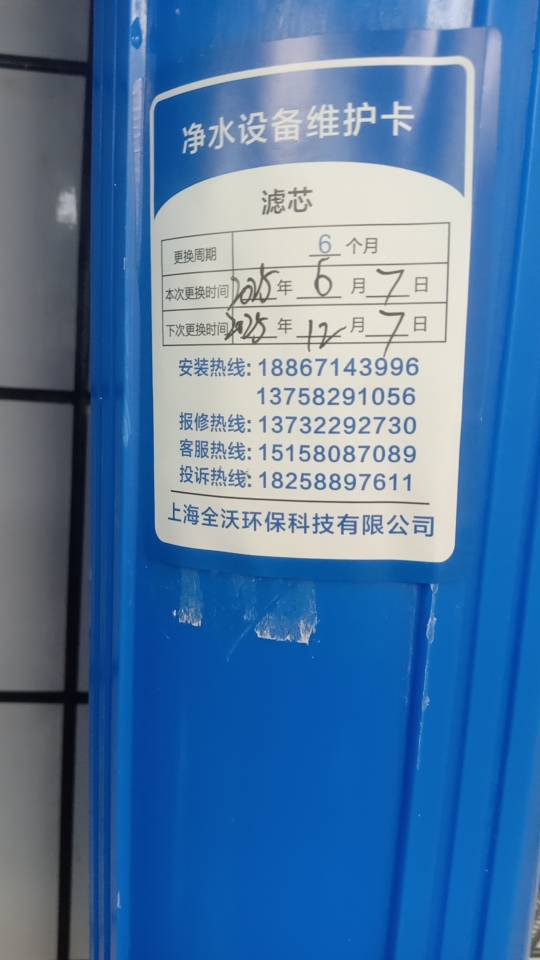 净水设备维护卡
滤芯
更换周期 6 个月
本次更换时间 2025 年 6 月 7 日
下次更换时间 2025 年 12 月 7 日
安装热线: 18867143996
13758291056
报修热线: 13732292730
客服热线: 15158087089
投诉热线: 18258897611
上海全沃环保科技有限公司